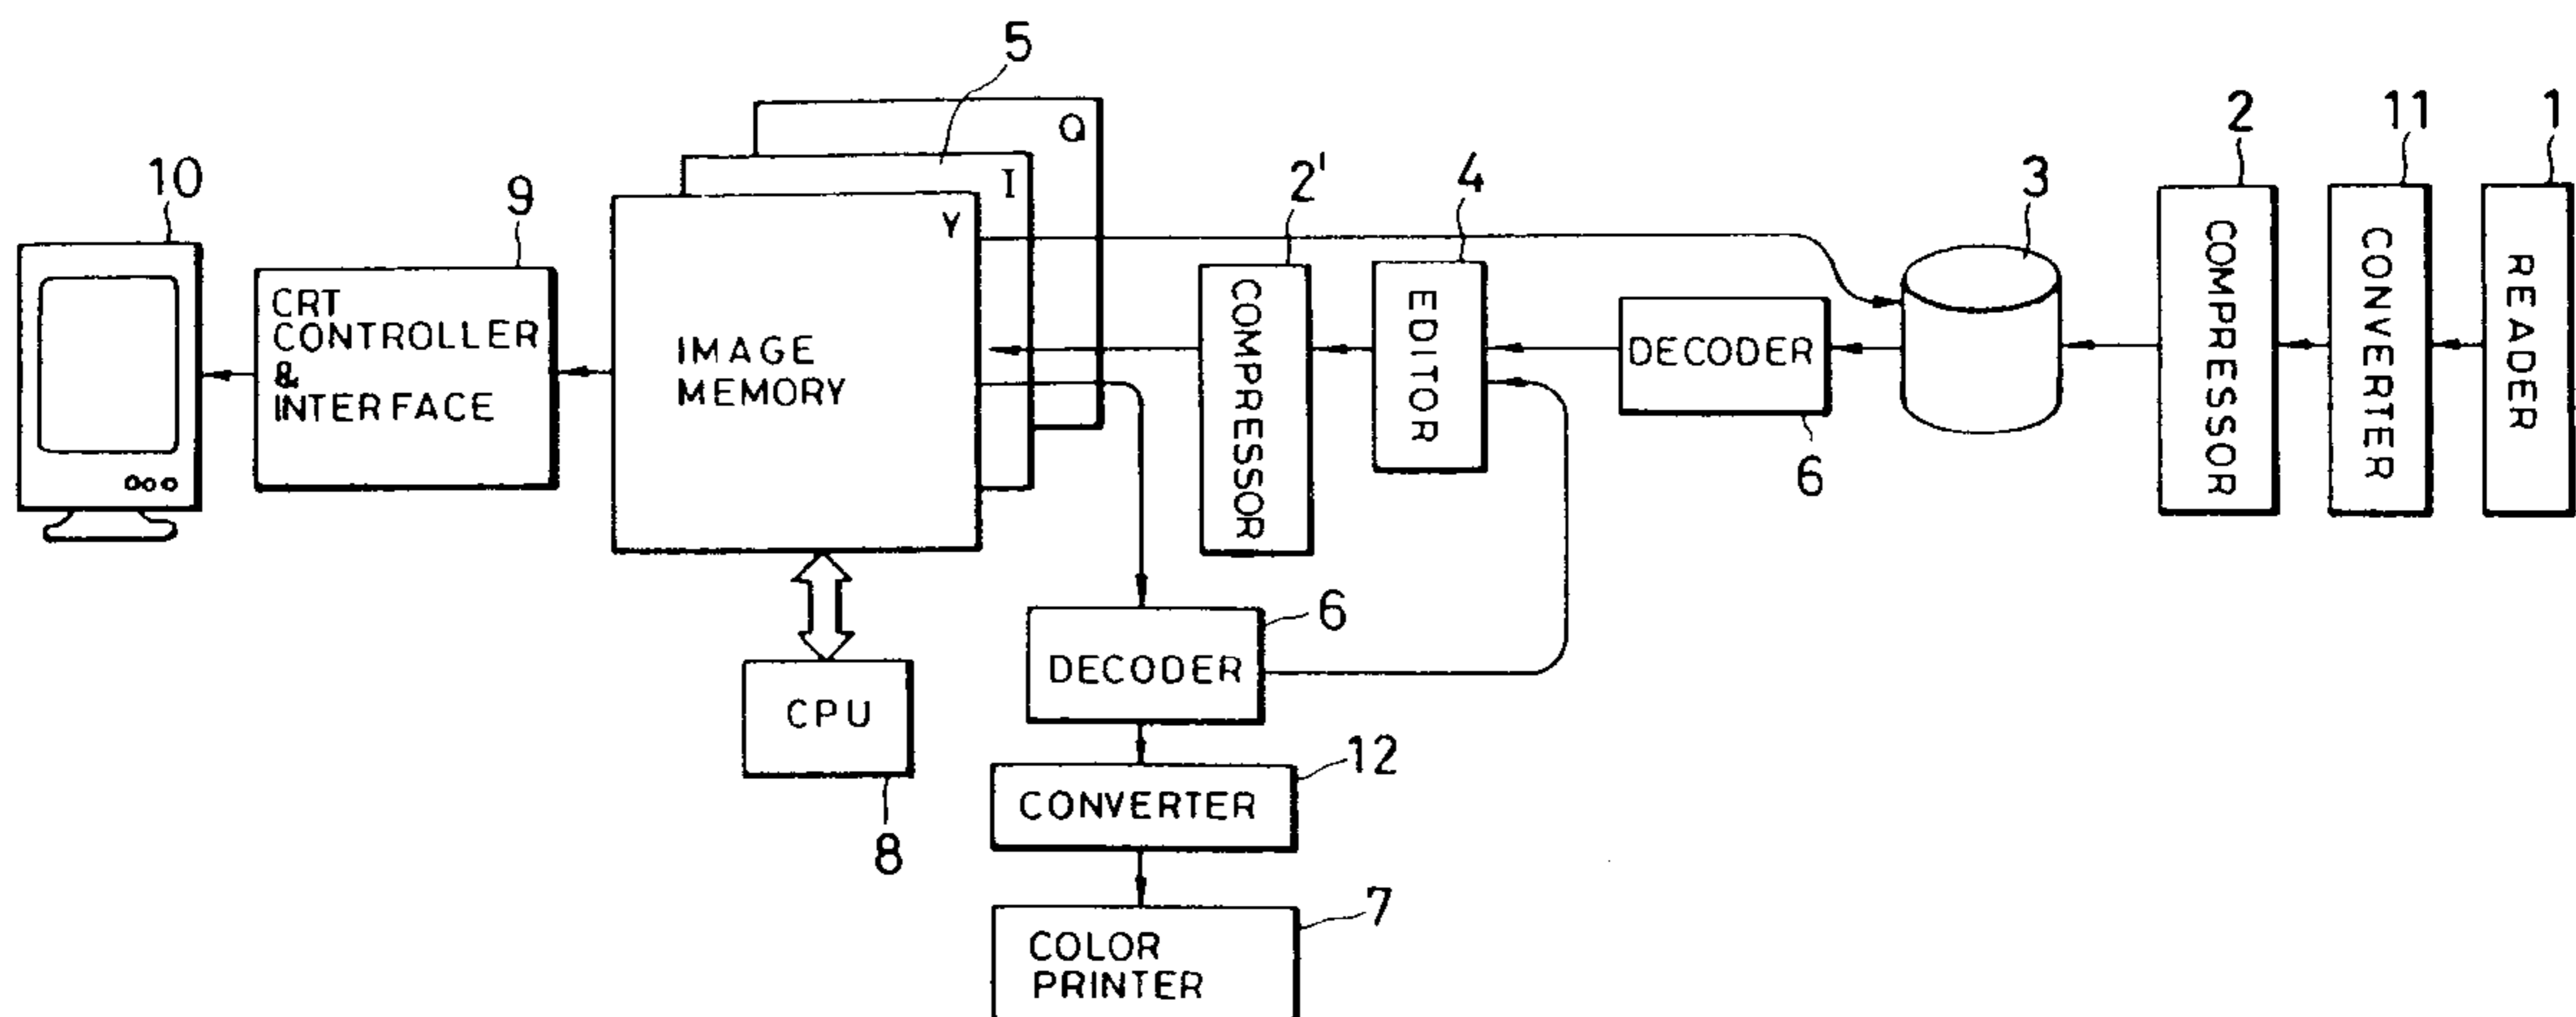 5
Q
I
Y
10
9
2'
4
3
2
11
1
CRT
CONTROLLER
&
INTERFACE
IMAGE
MEMORY
COMPRESSOR
EDITOR
DECODER
6
COMPRESSOR
CONVERTER
READER
DECODER
6
CPU
8
CONVERTER
12
COLOR
PRINTER
7